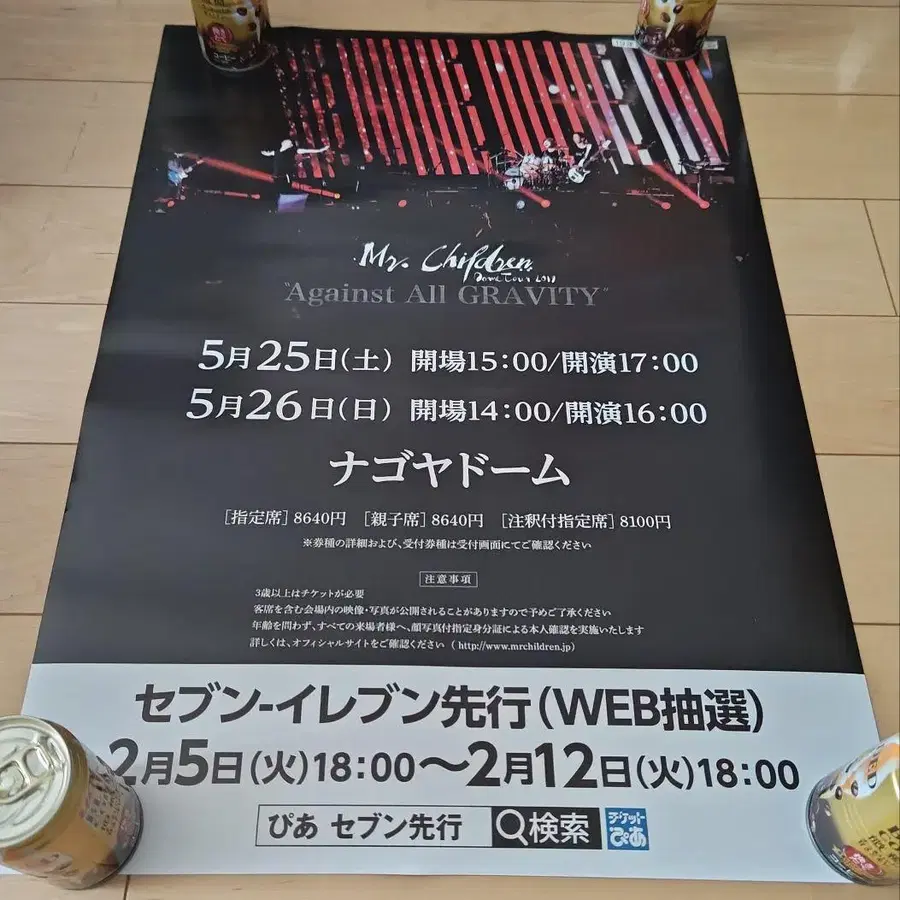 Mr. Children
Dome Tour 2019
"Against All GRAVITY"
5月25日(土) 開場15:00/開演17:00
5月26日(日) 開場14:00/開演16:00
ナゴヤドーム
[指定席] 8640円 [親子席] 8640円 [注釈付指定席] 8100円
※券種の詳細および、受付券種は受付画面にてご確認ください
注意事項
3歳以上はチケットが必要
客席を含む会場内の映像・写真が公開されることがありますので予めご了承ください
年齢を問わず、すべての来場者様へ、顔写真付指定身分証による本人確認を実施いたします
詳しくは、オフィシャルサイトをご確認ください ( http://www.mrchildren.jp)
セブン-イレブン先行(WEB抽選)
2月5日(火)18:00〜2月12日(火)18:00
ぴあ セブン先行 検索 チケットぴあ